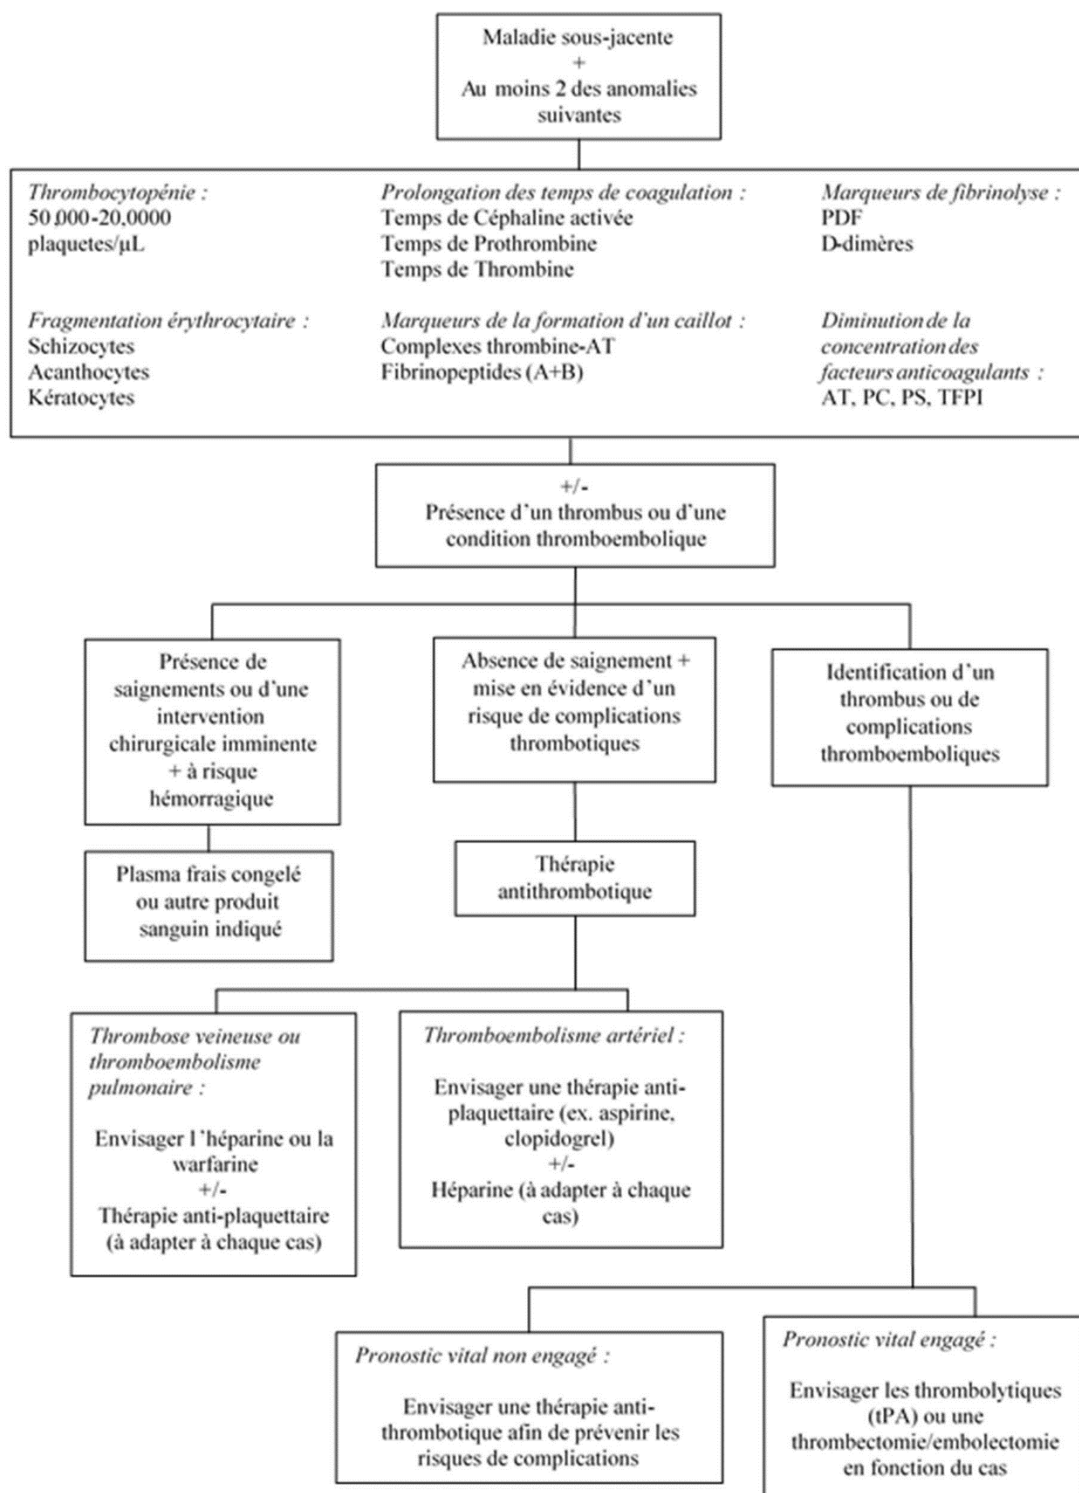 Maladie sous-jacente
+
Au moins 2 des anomalies
suivantes
Thrombocytopénie :
50,000-20,0000
plaquetes/µL
Prolongation des temps de coagulation :
Temps de Céphaline activée
Temps de Prothrombine
Temps de Thrombine
Marqueurs de fibrinolyse :
PDF
D-dimères
Fragmentation érythrocytaire :
Schizocytes
Acanthocytes
Kératocytes
Marqueurs de la formation d'un caillot :
Complexes thrombine-AT
Fibrinopeptides (A+B)
Diminution de la
concentration des
facteurs anticoagulants :
AT, PC, PS, TFPI
+/-
Présence d'un thrombus ou d'une
condition thromboembolique
Présence de
saignements ou d'une
intervention
chirurgicale imminente
+ à risque
hémorragique
Absence de saignement +
mise en évidence d'un
risque de complications
thrombotiques
Identification d'un
thrombus ou de
complications
thromboemboliques
Plasma frais congelé
ou autre produit
sanguin indiqué
Thérapie
antithrombotique
Thrombose veineuse ou
thromboembolisme
pulmonaire :
Envisager l'héparine ou la
warfarine
+/-
Thérapie anti-plaquettaire
(à adapter à chaque cas)
Thromboembolisme artériel :
Envisager une thérapie anti-
plaquettaire (ex. aspirine,
clopidogrel)
+/-
Héparine (à adapter à chaque
cas)
Pronostic vital non engagé :
Envisager une thérapie anti-
thrombotique afin de prévenir les
risques de complications
Pronostic vital engagé :
Envisager les thrombolytiques
(tPA) ou une
thrombectomie/embolectomie
en fonction du cas